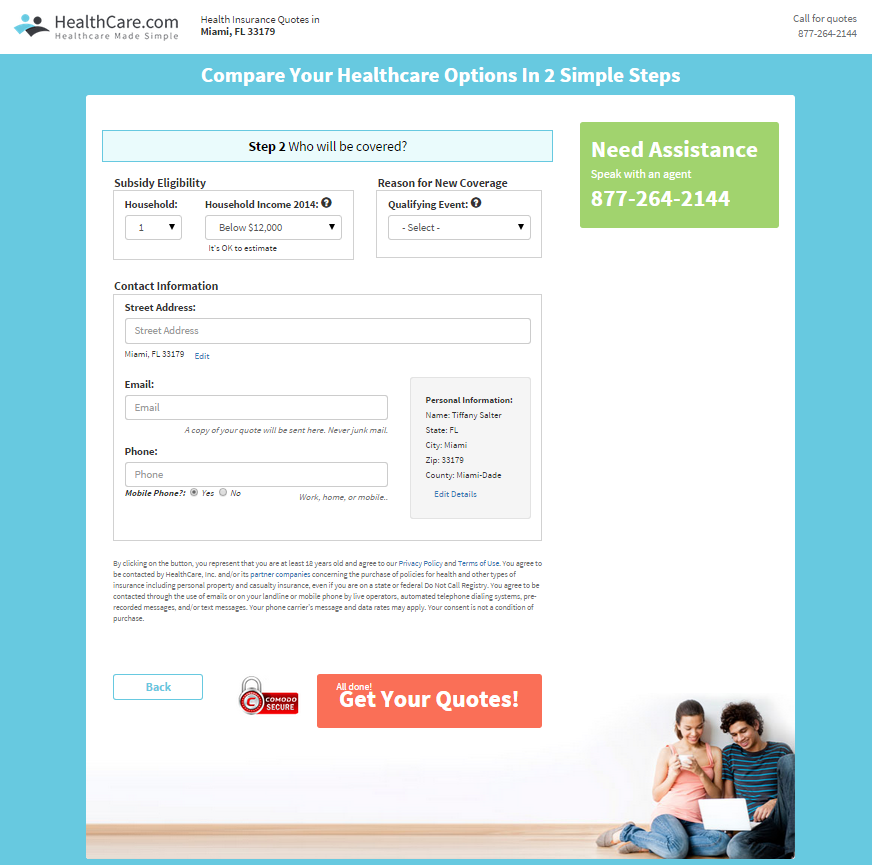 HealthCare.com
Healthcare Made Simple
Health Insurance Quotes in
Miami, FL 33179
Call for quotes
877-264-2144
Compare Your Healthcare Options In 2 Simple Steps
Step 2 Who will be covered?
Need Assistance
Speak with an agent
877-264-2144
Subsidy Eligibility
Reason for New Coverage
Household:
Household Income 2014:
Qualifying Event:
1
Below $12,000
- Select -
It's OK to estimate
Contact Information
Street Address:
Street Address
Miami, FL 33179 Edit
Email:
Email
A copy of your quote will be sent here. Never junk mail.
Phone:
Phone
Mobile Phone?: Yes No
Work, home, or mobile..
Personal Information:
Name: Tiffany Salter
State: FL
City: Miami
Zip: 33179
County: Miami-Dade
Edit Details
By clicking on the button, you represent that you are at least 18 years old and agree to our Privacy Policy and Terms of Use. You agree to
be contacted by HealthCare, Inc. and/or its partner companies concerning the purchase of policies for health and other types of
insurance including personal property and casualty insurance, even if you are on a state or federal Do Not Call Registry. You agree to be
contacted through the use of emails or on your landline or mobile phone by live operators, automated telephone dialing systems, pre-
recorded messages, and/or text messages. Your phone carrier's message and data rates may apply. Your consent is not a condition of
purchase.
Back
C COMODO
SECURE
All done!
Get Your Quotes!